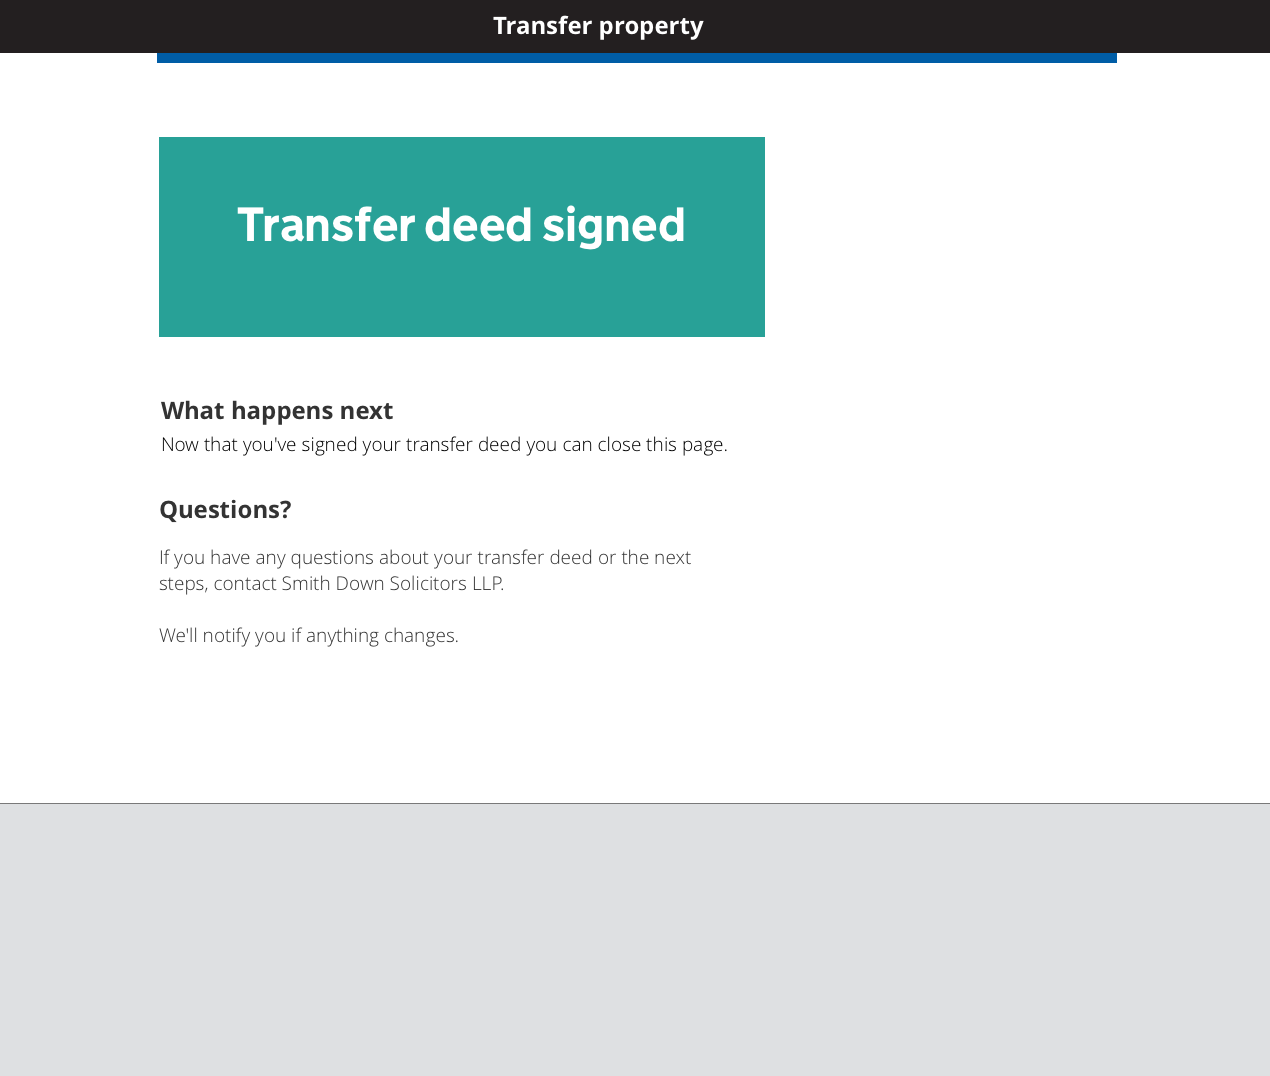 Transfer property
Transfer deed signed
What happens next
Now that you've signed your transfer deed you can close this page.
Questions?
If you have any questions about your transfer deed or the next
steps, contact Smith Down Solicitors LLP.
We'll notify you if anything changes.